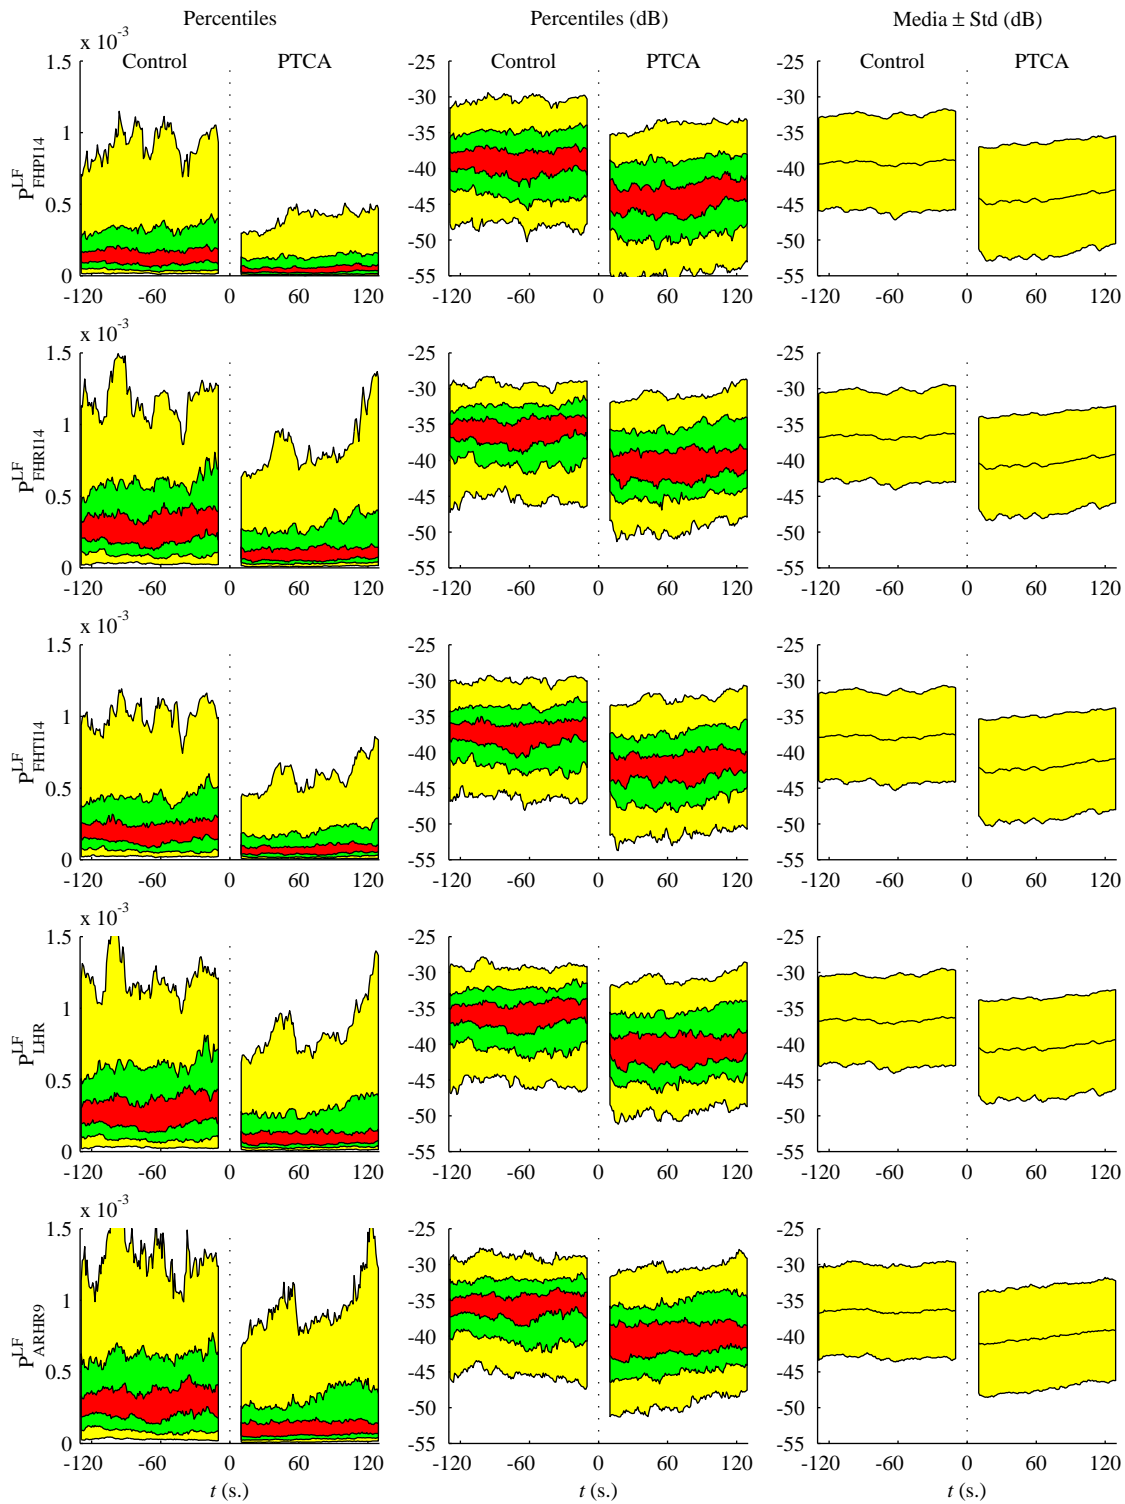 Percentiles Percentiles (dB) Media ± Std (dB)
x 10-3
Control PTCA Control PTCA Control PTCA
1.5 1 0.5 0
-25 -30 -35 -40 -45 -50 -55
-25 -30 -35 -40 -45 -50 -55
PLFFHPI14
-120 -60 0 60 120 -120 -60 0 60 120 -120 -60 0 60 120
x 10-3
1.5 1 0.5 0
-25 -30 -35 -40 -45 -50 -55
-25 -30 -35 -40 -45 -50 -55
PLFFHRI14
-120 -60 0 60 120 -120 -60 0 60 120 -120 -60 0 60 120
x 10-3
1.5 1 0.5 0
-25 -30 -35 -40 -45 -50 -55
-25 -30 -35 -40 -45 -50 -55
PLFFHTI14
-120 -60 0 60 120 -120 -60 0 60 120 -120 -60 0 60 120
x 10-3
1.5 1 0.5 0
-25 -30 -35 -40 -45 -50 -55
-25 -30 -35 -40 -45 -50 -55
PLFLHR
-120 -60 0 60 120 -120 -60 0 60 120 -120 -60 0 60 120
x 10-3
1.5 1 0.5 0
-25 -30 -35 -40 -45 -50 -55
-25 -30 -35 -40 -45 -50 -55
PLFARHR9
-120 -60 0 60 120 -120 -60 0 60 120 -120 -60 0 60 120
t (s.) t (s.) t (s.)